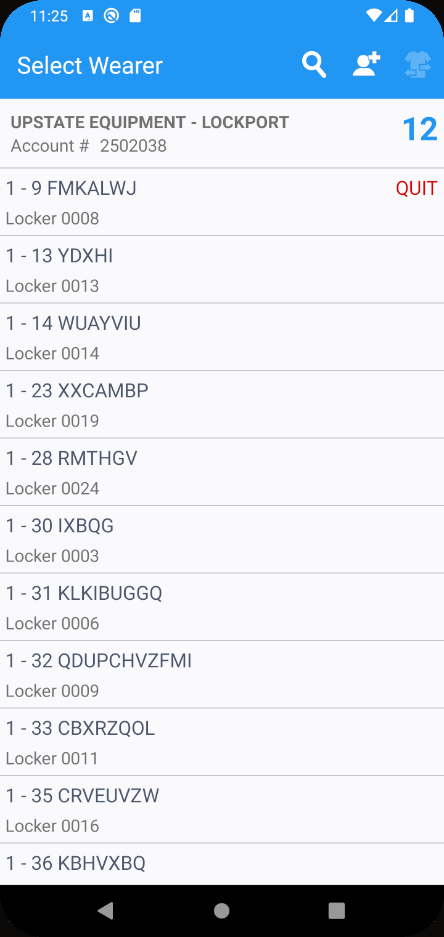 11:25
Select Wearer
UPSTATE EQUIPMENT - LOCKPORT
12
Account # 2502038
1 - 9 FMKALWJ
QUIT
Locker 0008
1 - 13 YDXHI
Locker 0013
1 - 14 WUAYVIU
Locker 0014
1 - 23 XXCAMBP
Locker 0019
1 - 28 RMTHGV
Locker 0024
1 - 30 IXBQG
Locker 0003
1 - 31 KLKIBUGGQ
Locker 0006
1 - 32 QDUPCHVZFMI
Locker 0009
1 - 33 CBXRZQOL
Locker 0011
1 - 35 CRVEUVZW
Locker 0016
1 - 36 KBHVXBQ